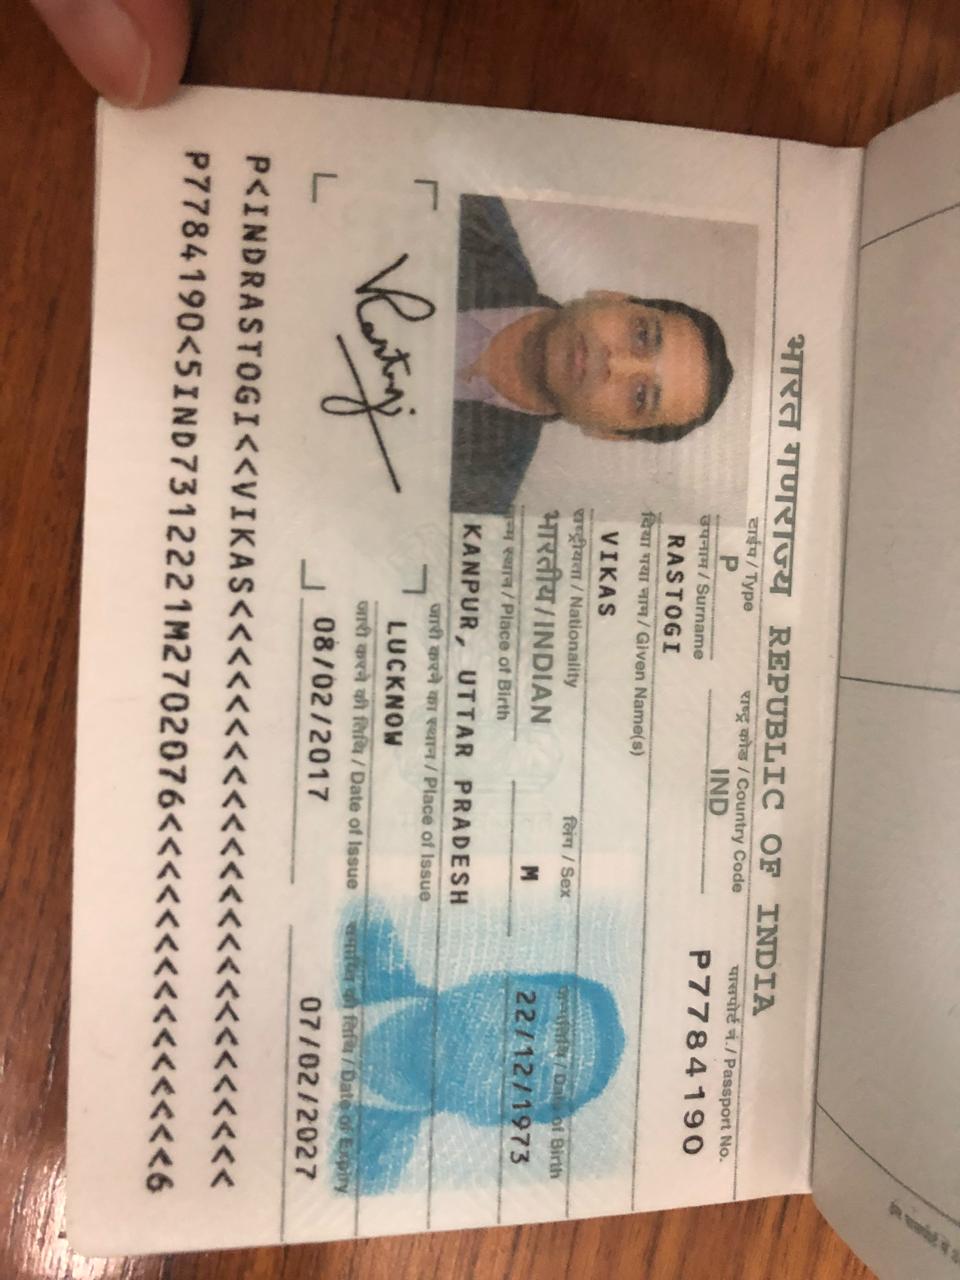 भारत गणराज्य REPUBLIC OF INDIA
टाईप / Type
राष्ट्र कोड / Country Code
पासपोर्ट नं. / Passport No.
P
IND
P7784190
उपनाम / Surname
RASTOGI
दिया गया नाम / Given Name(s)
VIKAS
राष्ट्रीयता / Nationality
लिंग / Sex
जन्मतिथि / Date of Birth
भारतीय / INDIAN
M
22/12/1973
जन्म स्थान / Place of Birth
KANPUR, UTTAR PRADESH
जारी करने का स्थान / Place of Issue
LUCKNOW
जारी करने की तिथि / Date of Issue
समाप्ति की तिथि / Date of Expiry
08/02/2017
07/02/2027
P<INDRASTOGI<<VIKAS<<<<<<<<<<<<<<<<<<<<<<<<<
P7784190<5IND7312221M2702076<<<<<<<<<<<<<<<6